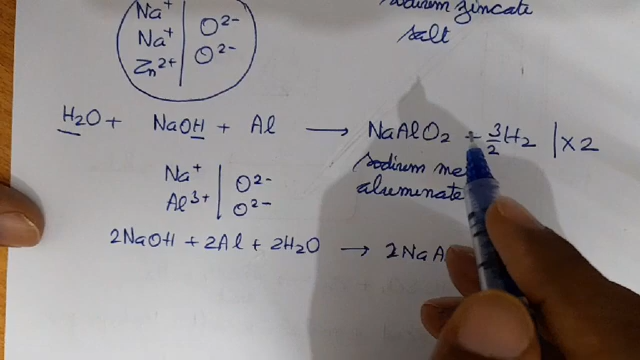 sodium zincate
salt
Na⁺ | O²⁻
Na⁺ | O²⁻
Zn²⁺ |
H₂O + NaOH + Al ⟶ NaAlO₂ + 3/2 H₂ | ×2
sodium me
aluminate
Na⁺ | O²⁻
Al³⁺ | O²⁻
2NaOH + 2Al + 2H₂O → 2NaA